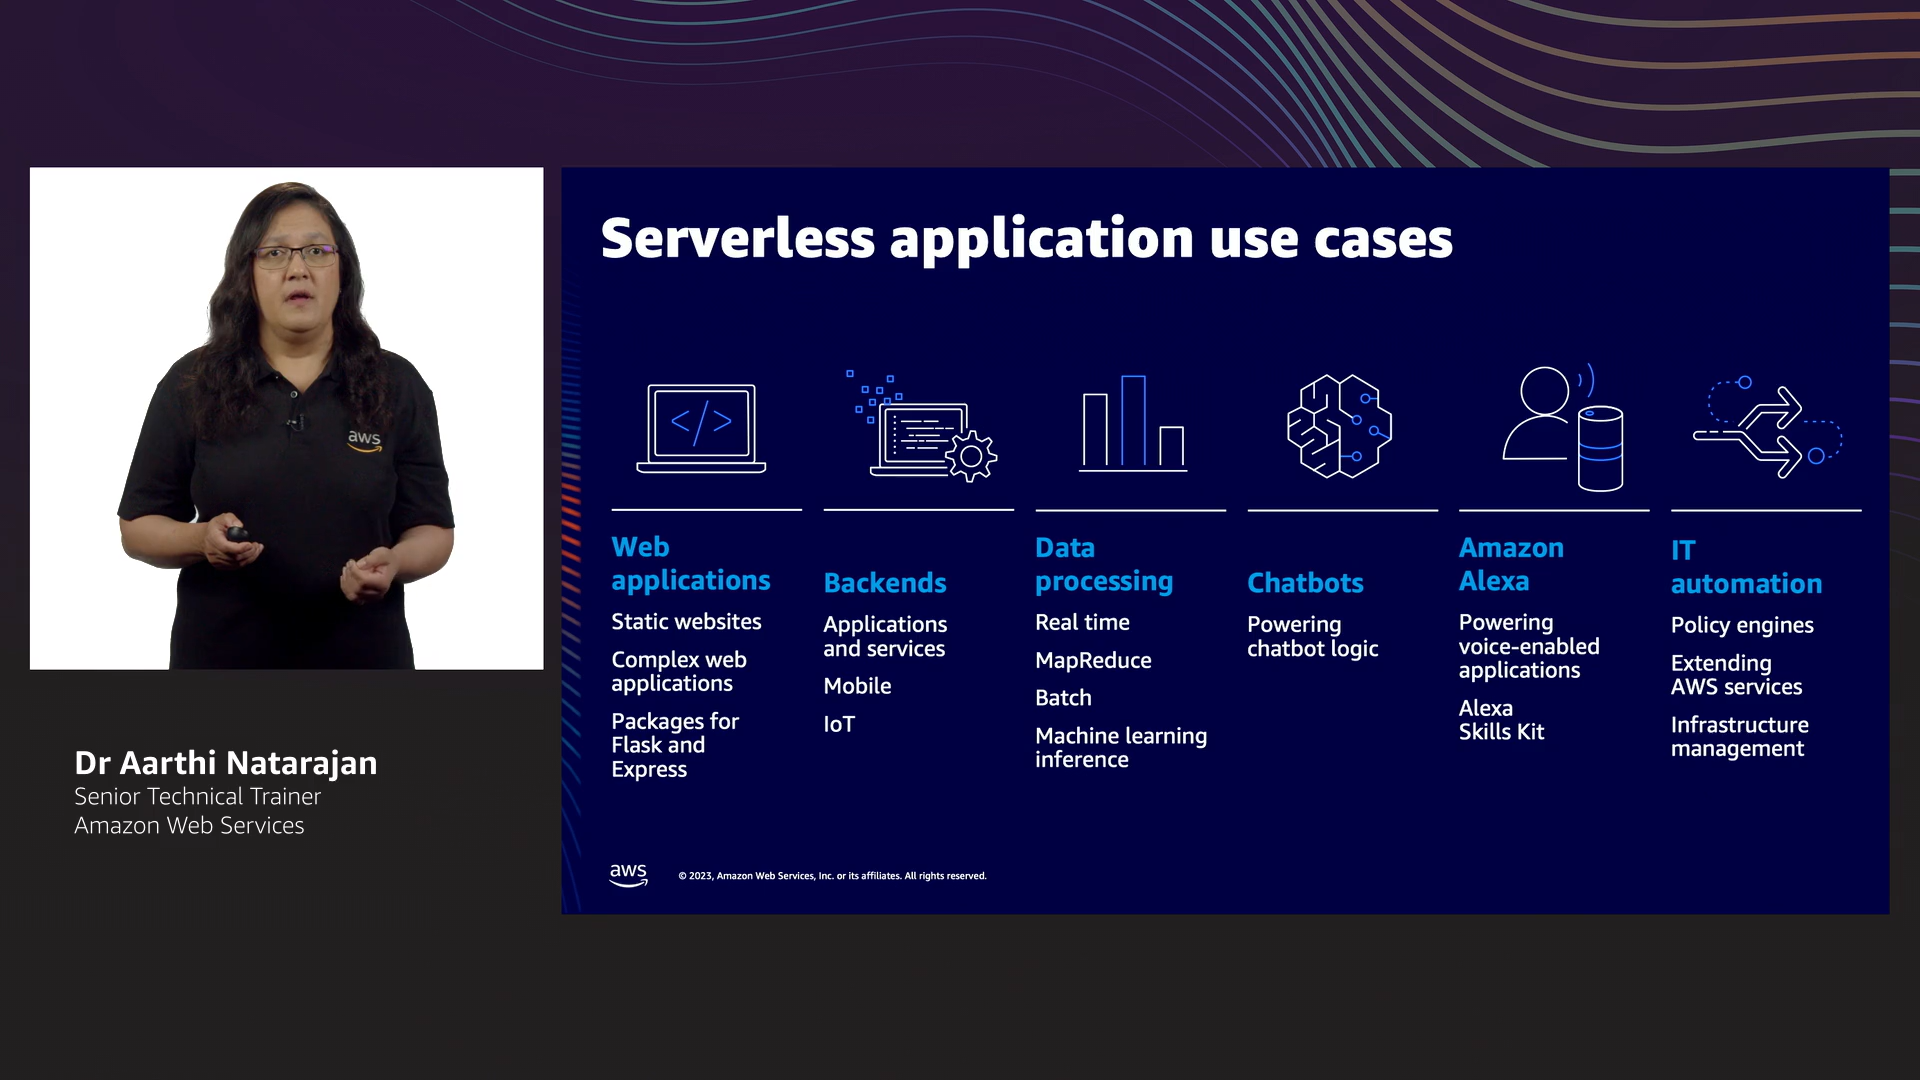 aws
Dr Aarthi Natarajan
Senior Technical Trainer
Amazon Web Services
Serverless application use cases
</>
Web
applications
Static websites
Complex web
applications
Packages for
Flask and
Express
Backends
Applications
and services
Mobile
IoT
Data
processing
Real time
MapReduce
Batch
Machine learning
inference
Chatbots
Powering
chatbot logic
Amazon
Alexa
Powering
voice-enabled
applications
Alexa
Skills Kit
IT
automation
Policy engines
Extending
AWS services
Infrastructure
management
aws
© 2023, Amazon Web Services, Inc. or its affiliates. All rights reserved.